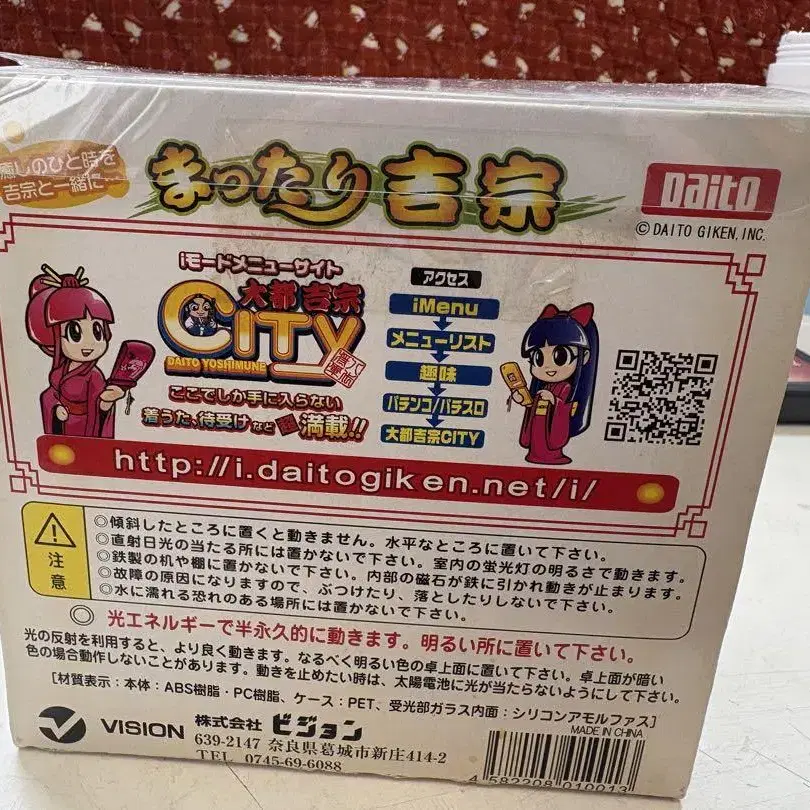 癒しのひと時を
吉宗と一緒に
まったり吉宗
Daito
© DAITO GIKEN, INC.
iモードメニューサイト
大都吉宗
CITY
DAITO YOSHIMUNE
ここでしか手に入らない
着うた、待受けなど超満載!!
アクセス
iMenu
メニューリスト
趣味
パチンコ/パチスロ
大都吉宗CITY
http://i.daitogiken.net/i/
注意
◎傾斜したところに置くと動きません。水平なところに置いて下さい。
◎直射日光の当たる所には置かないで下さい。室内の蛍光灯の明るさで動きます。
◎鉄製の机や棚に置かないで下さい。内部の磁石が鉄に引かれ動きが止まります。
◎故障の原因になりますので、ぶつけたり、落としたりしないで下さい。
◎水に濡れる恐れのある場所には置かないで下さい。
◎ 光エネルギーで半永久的に動きます。明るい所に置いて下さい。
光の反射を利用すると、より良く動きます。なるべく明るい色の卓上面に置いて下さい。卓上面が暗い
色の場合動作しないことがあります。動きを止めたい時は、太陽電池に光が当たらないようにして下さい。
[材質表示:本体:ABS樹脂・PC樹脂、ケース:PET、受光部ガラス内面:シリコンアモルファス]
MADE IN CHINA
VISION 株式会社 ビジョン
639-2147 奈良県葛城市新庄414-2
TEL 0745-69-6088
4 582208 010013